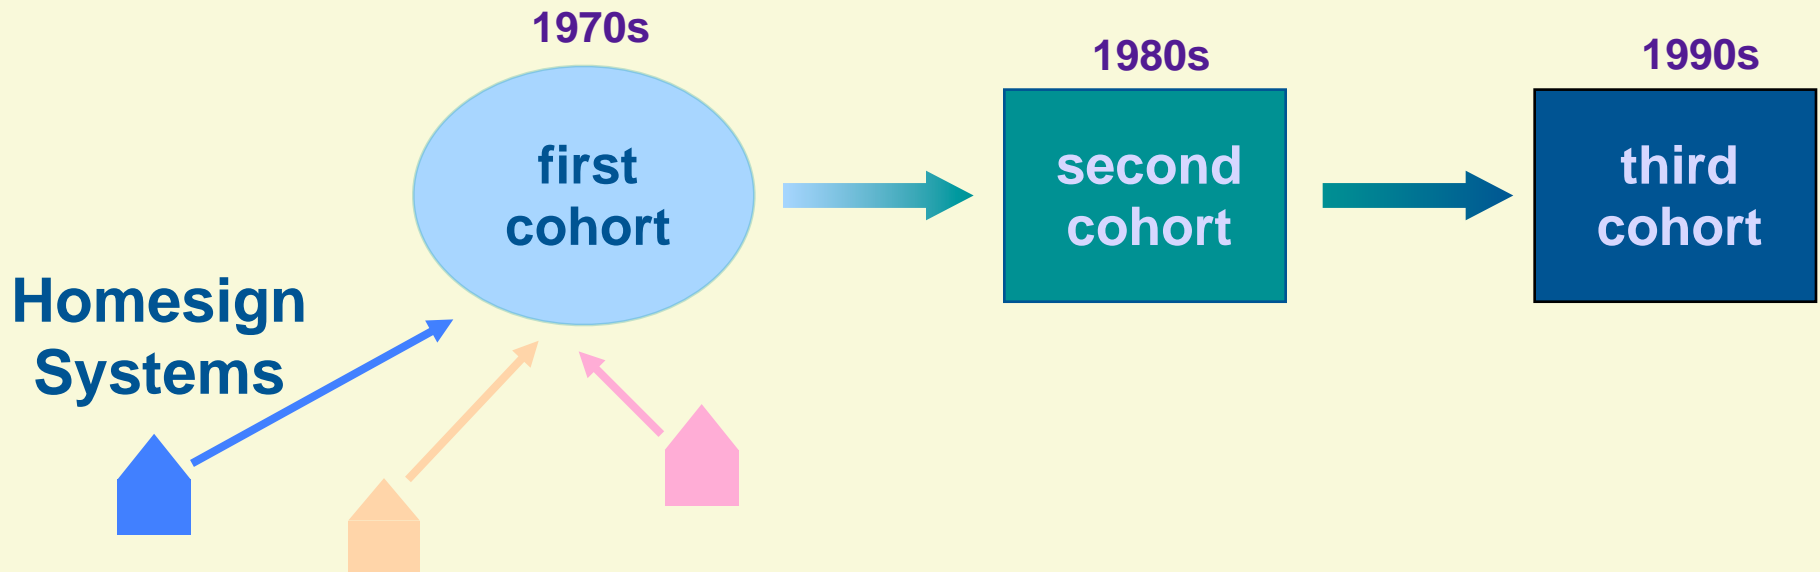 1970s
first
cohort
1980s
second
cohort
1990s
third
cohort
Homesign
Systems